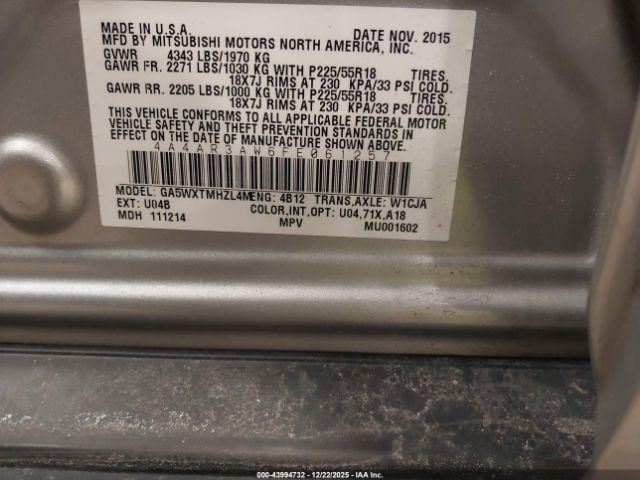 MADE IN U.S.A. DATE NOV. 2015
MFD BY MITSUBISHI MOTORS NORTH AMERICA, INC.
GVWR 4343 LBS/1970 KG
GAWR FR. 2271 LBS/1030 KG WITH P225/55R18 TIRES,
18X7J RIMS AT 230 KPA/33 PSI COLD.
GAWR RR. 2205 LBS/1000 KG WITH P225/55R18 TIRES,
18X7J RIMS AT 230 KPA/33 PSI COLD.
THIS VEHICLE CONFORMS TO ALL APPLICABLE FEDERAL MOTOR
VEHICLE SAFETY AND THEFT PREVENTION STANDARDS IN
EFFECT ON THE DATE OF MANUFACTURE SHOWN ABOVE.
4A4AR3AW6FE061257
MODEL: GA5WXTMHZL4M ENG: 4B12 TRANS,AXLE: W1CJA
EXT: U04B COLOR,INT,OPT: U04,71X,A18
MDH 111214 MPV MU001602
000-43994732 - 12/22/2025 - IAA Inc.